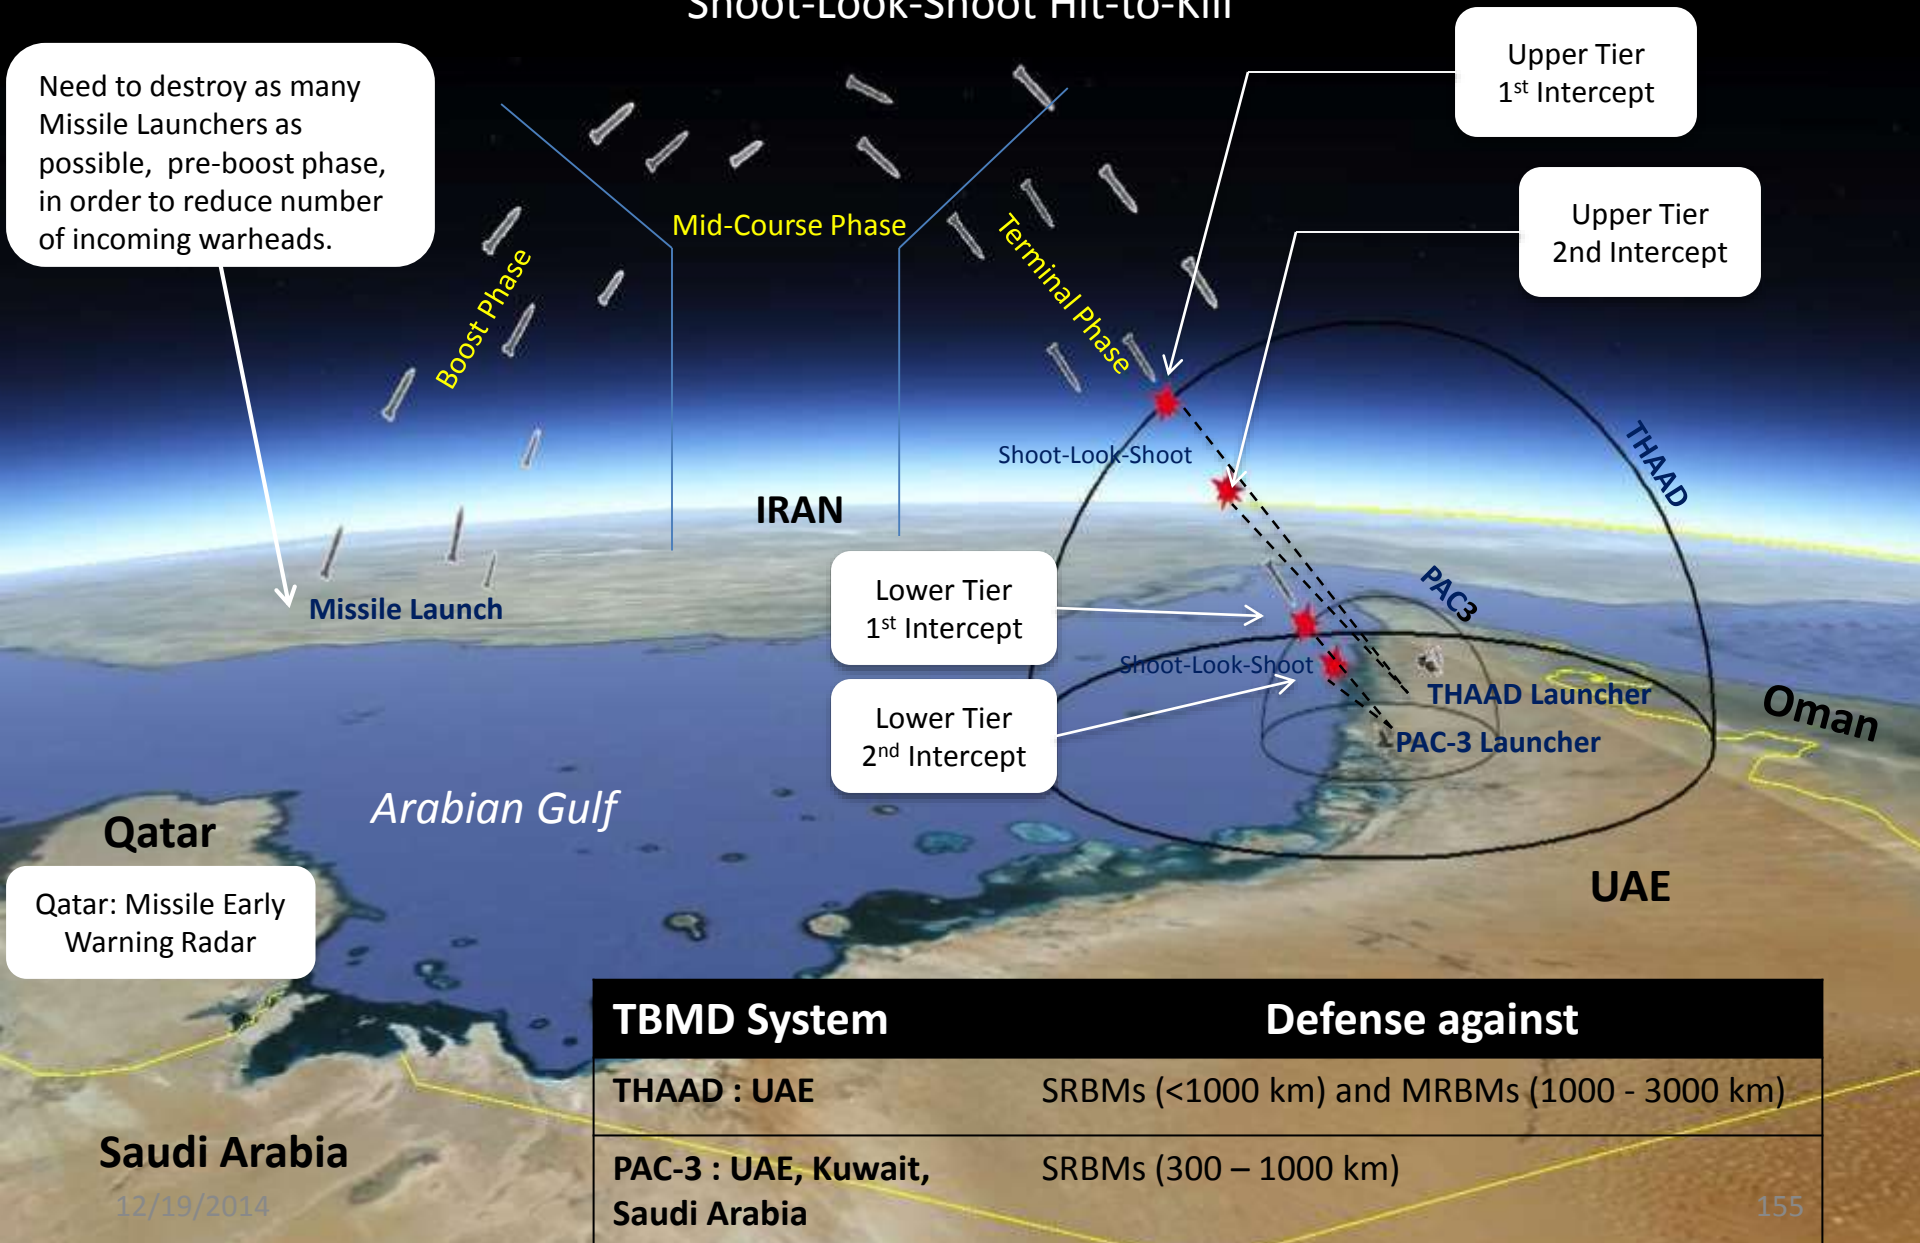 Shoot-Look-Shoot Hit-to-Kill
Need to destroy as many
Missile Launchers as
possible, pre-boost phase,
in order to reduce number
of incoming warheads.
Upper Tier
1st Intercept
Upper Tier
2nd Intercept
Mid-Course Phase
Boost Phase
Terminal Phase
Shoot-Look-Shoot
THAAD
IRAN
Missile Launch
Lower Tier
1st Intercept
PAC3
Shoot-Look-Shoot
Lower Tier
2nd Intercept
THAAD Launcher
PAC-3 Launcher
Oman
Arabian Gulf
Qatar
Qatar: Missile Early
Warning Radar
UAE
TBMD System Defense against
THAAD : UAE SRBMs (<1000 km) and MRBMs (1000 - 3000 km)
PAC-3 : UAE, Kuwait, SRBMs (300 – 1000 km)
Saudi Arabia
Saudi Arabia
12/19/2014
155